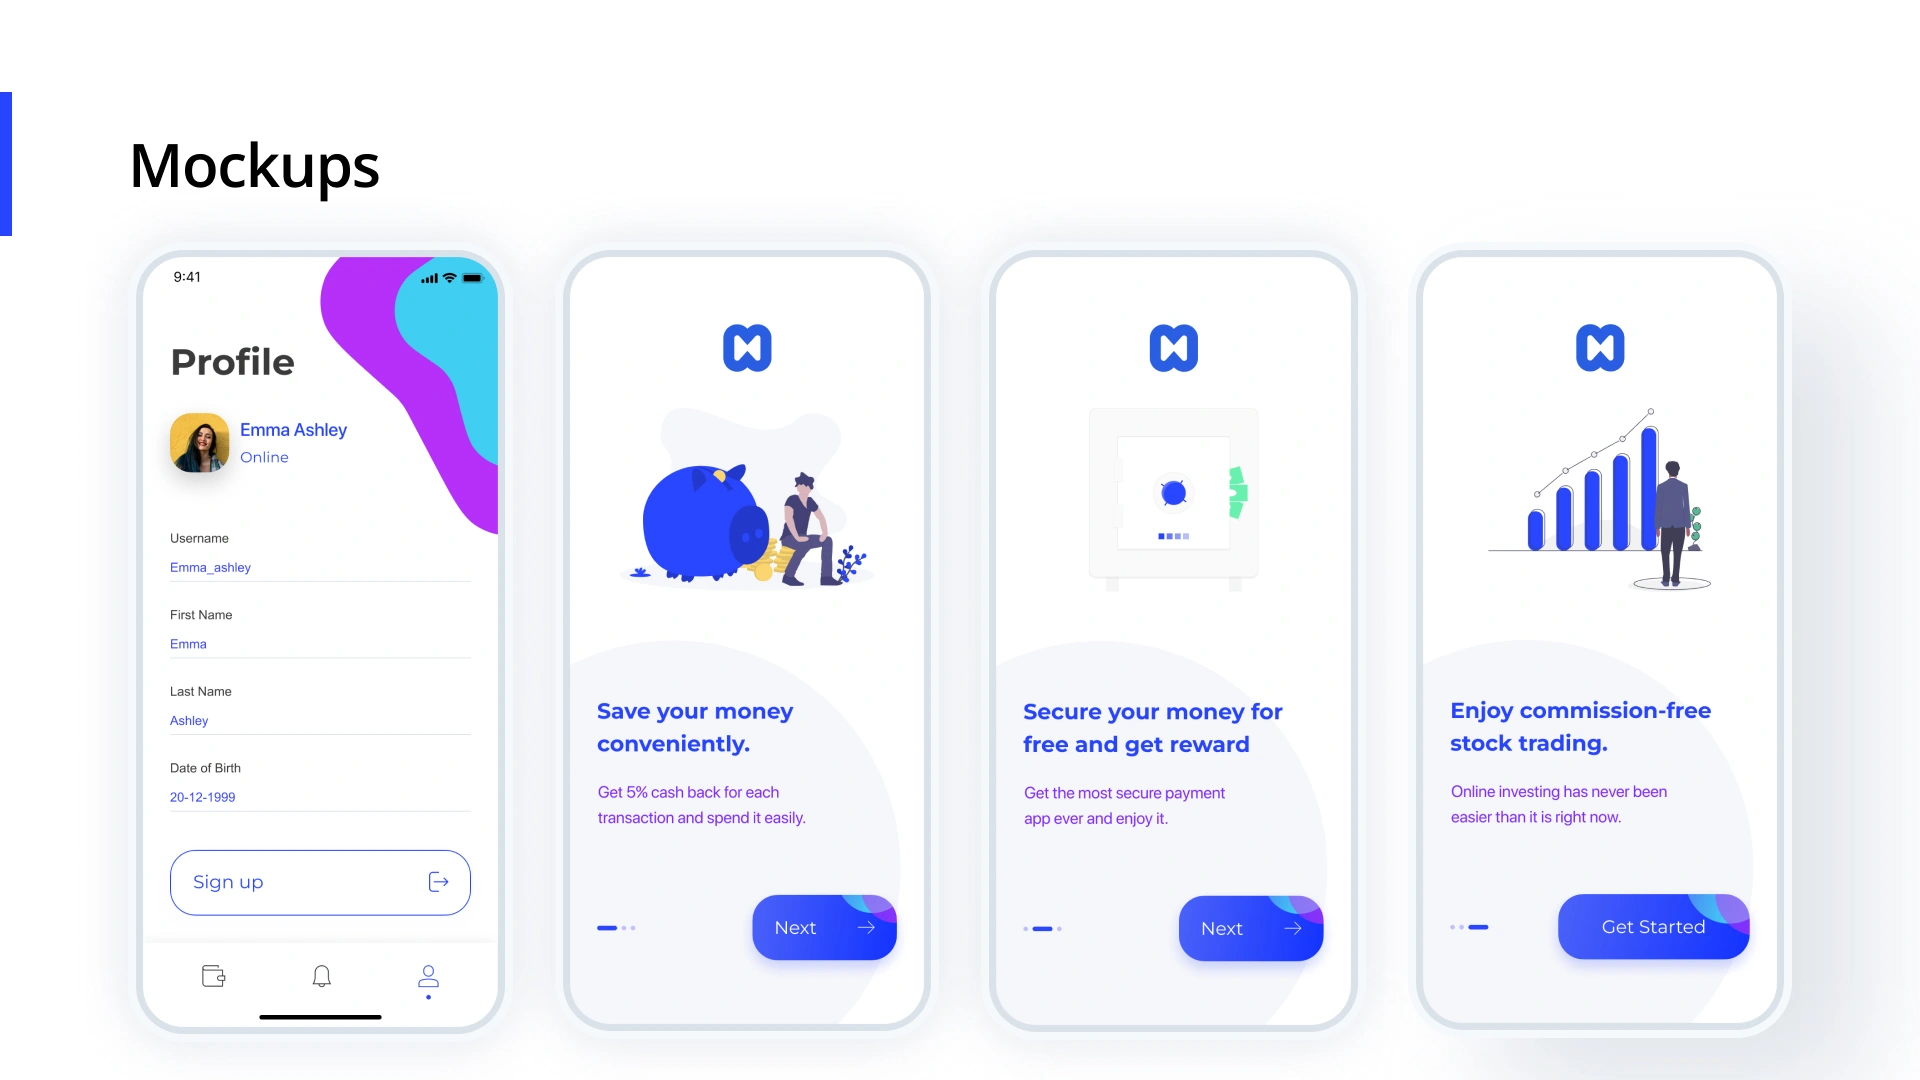 Mockups
9:41
Profile
Emma Ashley
Online
Username
Emma_ashley
First Name
Emma
Last Name
Ashley
Date of Birth
20-12-1999
Sign up
Save your money
conveniently.
Get 5% cash back for each
transaction and spend it easily.
Next
Secure your money for
free and get reward
Get the most secure payment
app ever and enjoy it.
Next
Enjoy commission-free
stock trading.
Online investing has never been
easier than it is right now.
Get Started